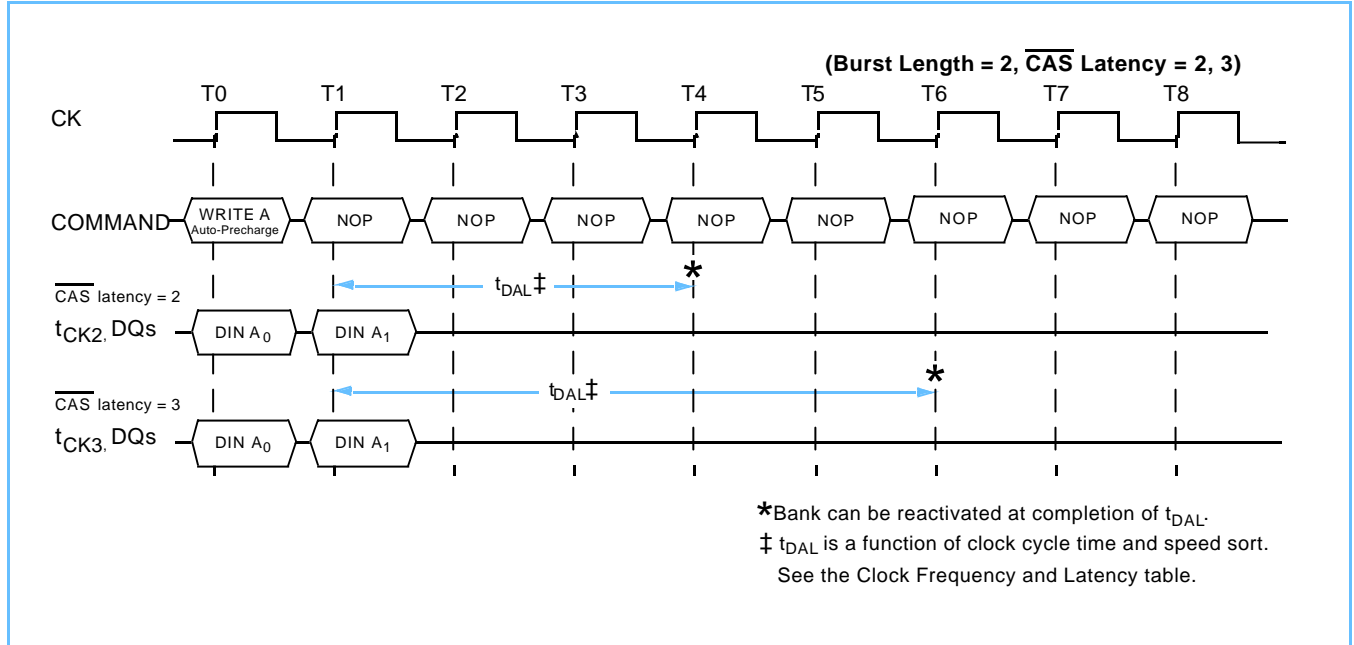 (Burst Length = 2, CAS Latency = 2, 3)
T0 T1 T2 T3 T4 T5 T6 T7 T8
CK
COMMAND WRITE A Auto-Precharge NOP NOP NOP NOP NOP NOP NOP NOP
*
tDAL‡
CAS latency = 2
tCK2, DQs DIN A0 DIN A1
*
tDAL‡
CAS latency = 3
tCK3, DQs DIN A0 DIN A1
*Bank can be reactivated at completion of tDAL.
‡ tDAL is a function of clock cycle time and speed sort.
See the Clock Frequency and Latency table.